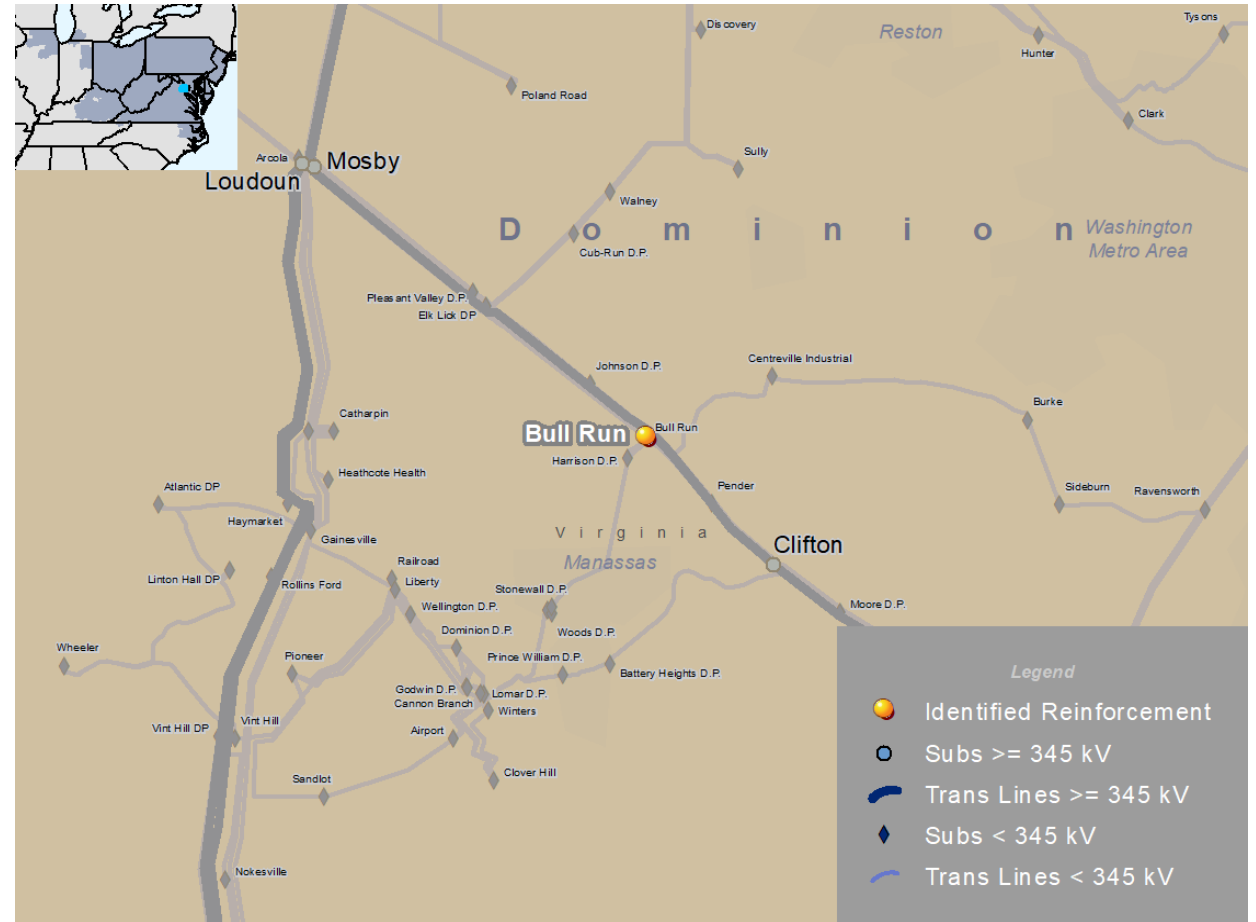 Discovery
Reston
Tysons
Hunter
Poland Road
Clark
Arcola
Mosby
Loudoun
Sully
Walney
Dominion
Washington
Metro Area
Cub-Run D.P.
Pleasant Valley D.P.
Elk Lick DP
Johnson D.P.
Centreville Industrial
Burke
Catharpin
Bull Run
Bull Run
Harrison D.P.
Heathcote Health
Atlantic DP
Pender
Sideburn
Ravensworth
Haymarket
Gainesville
Virginia
Clifton
Manassas
Railroad
Liberty
Linton Hall DP
Rollins Ford
Stonewall D.P.
Wellington D.P.
Moore D.P.
Dominion D.P.
Woods D.P.
Wheeler
Pioneer
Prince William D.P.
Battery Heights D.P.
Godwin D.P.
Lomar D.P.
Cannon Branch
Winters
Vint Hill DP
Vint Hill
Airport
Sandlot
Clover Hill
Nokesville
Legend
Identified Reinforcement
Subs >= 345 kV
Trans Lines >= 345 kV
Subs < 345 kV
Trans Lines < 345 kV